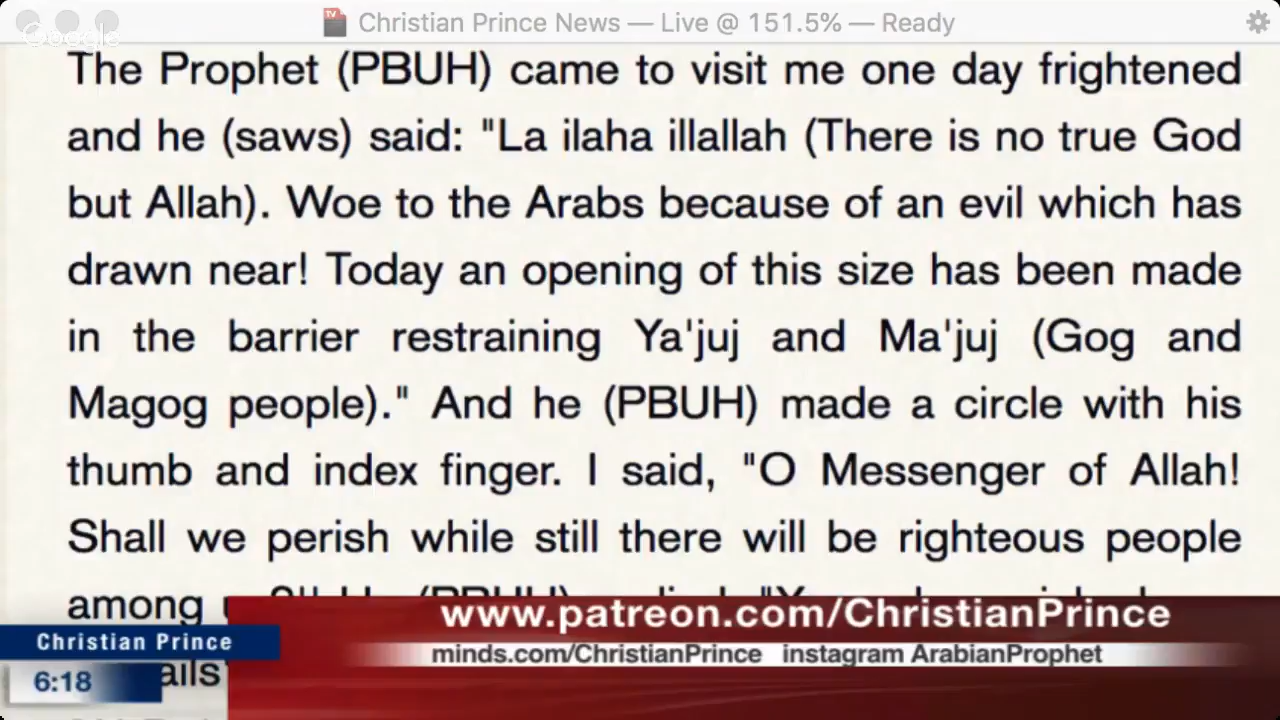 Christian Prince News — Live @ 151.5% — Ready
Google
The Prophet (PBUH) came to visit me one day frightened
and he (saws) said: "La ilaha illallah (There is no true God
but Allah). Woe to the Arabs because of an evil which has
drawn near! Today an opening of this size has been made
in the barrier restraining Ya'juj and Ma'juj (Gog and
Magog people)." And he (PBUH) made a circle with his
thumb and index finger. I said, "O Messenger of Allah!
Shall we perish while still there will be righteous people
among
www.patreon.com/ChristianPrince
Christian Prince
minds.com/ChristianPrince instagram ArabianProphet
6:18